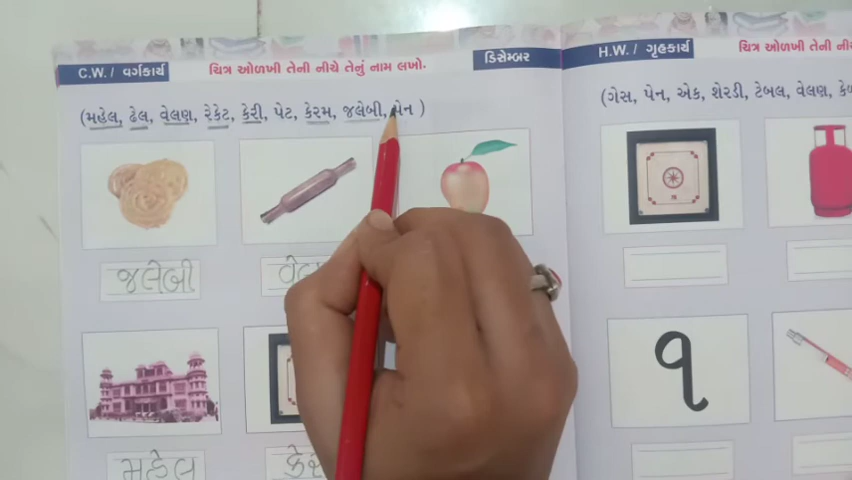 C.W. / વર્ગકાર્ય ચિત્ર ઓળખી તેની નીચે તેનું નામ લખો. ડિસેમ્બર
(મહેલ, ઢેલ, વેલણ, રેકેટ, કેરી, પેટ, કેરમ, જલેબી, પેન )
જલેબી
મહેલ
H.W. / ગૃહકાર્ય ચિત્ર ઓળખી તેની
(ગેસ, પેન, એક, શેરડી, ટેબલ, વેલણ,
૧